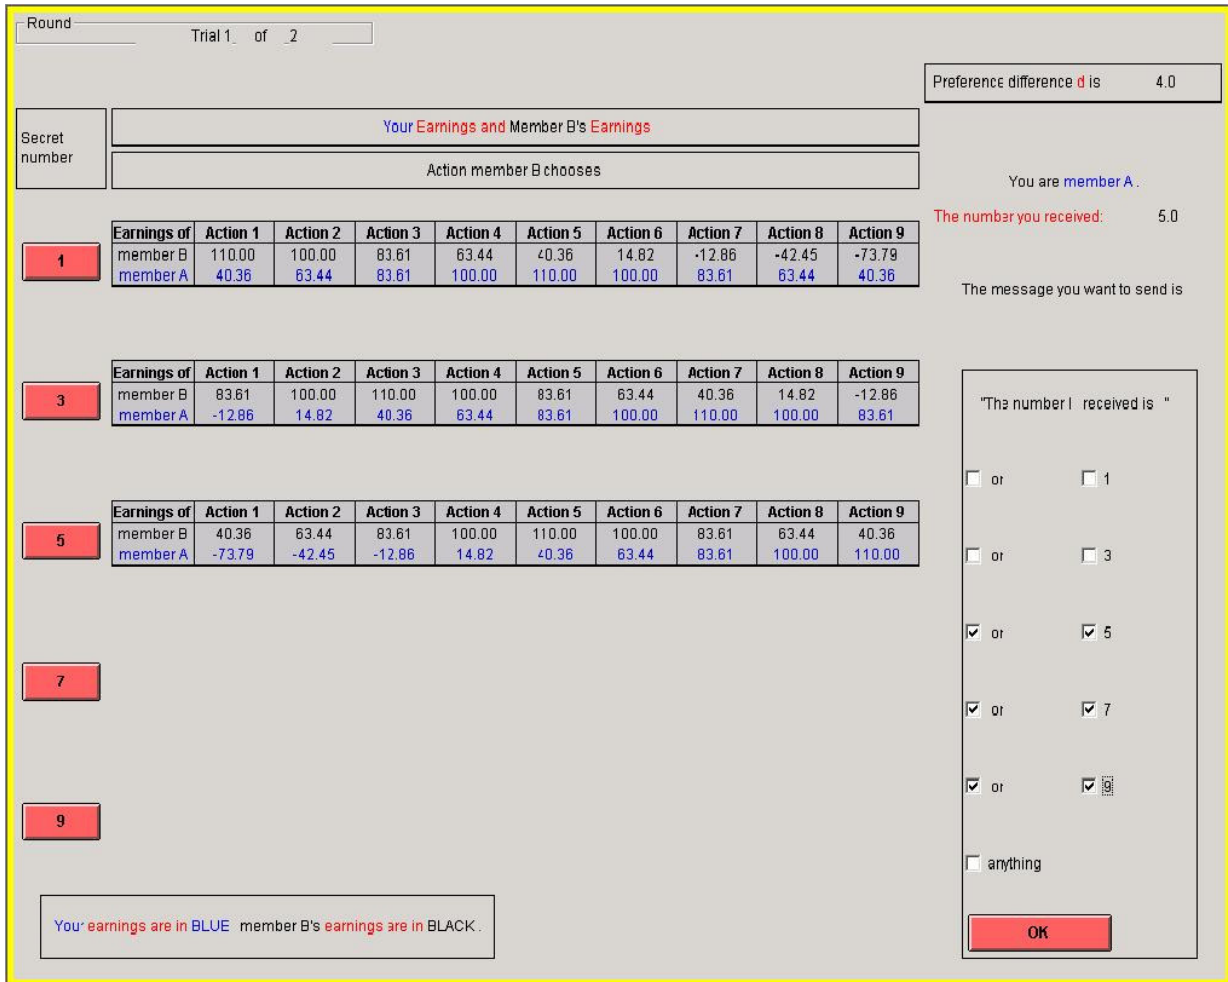 Round
Trial 1_ of _2
Preference difference d is 4.0
Secret number
Your Earnings and Member B's Earnings
Action member B chooses
You are member A .
The number you received: 5.0
1
Earnings of Action 1 Action 2 Action 3 Action 4 Action 5 Action 6 Action 7 Action 8 Action 9
member B 110.00 100.00 83.61 63.44 40.36 14.82 -12.86 -42.45 -73.79
member A 40.36 63.44 83.61 100.00 110.00 100.00 83.61 63.44 40.36
The message you want to send is
3
Earnings of Action 1 Action 2 Action 3 Action 4 Action 5 Action 6 Action 7 Action 8 Action 9
member B 83.61 100.00 110.00 100.00 83.61 63.44 40.36 14.82 -12.86
member A -12.86 14.82 40.36 63.44 83.61 100.00 110.00 100.00 83.61
"The number I received is "
or 1
or 3
5
Earnings of Action 1 Action 2 Action 3 Action 4 Action 5 Action 6 Action 7 Action 8 Action 9
member B 40.36 63.44 83.61 100.00 110.00 100.00 83.61 63.44 40.36
member A -73.79 -42.45 -12.86 14.82 40.36 63.44 83.61 100.00 110.00
or 5
7
or 7
or 9
9
anything
Your earnings are in BLUE member B's earnings are in BLACK .
OK